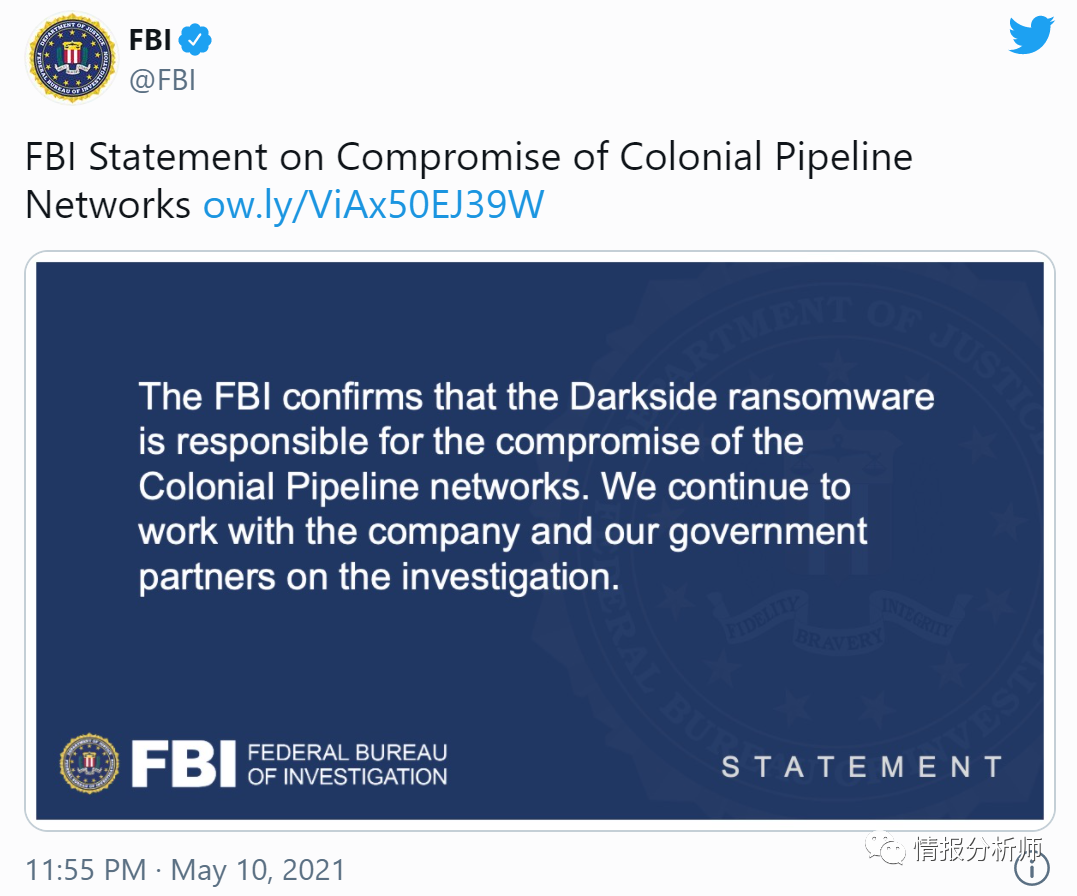 FBI
@FBI
FBI Statement on Compromise of Colonial Pipeline
Networks ow.ly/ViAx50EJ39W
The FBI confirms that the Darkside ransomware
is responsible for the compromise of the
Colonial Pipeline networks. We continue to
work with the company and our government
partners on the investigation.
FIDELITY
BRAVERY
INTEGRITY
FBI
FEDERAL BUREAU
OF INVESTIGATION
STATEMENT
情报分析师
11:55 PM · May 10, 2021